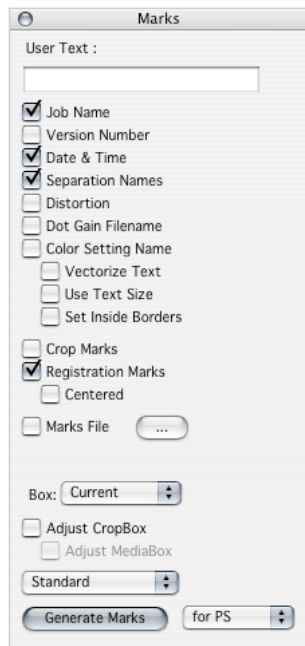 Marks
User Text :
Job Name
Version Number
Date & Time
Separation Names
Distortion
Dot Gain Filename
Color Setting Name
Vectorize Text
Use Text Size
Set Inside Borders
Crop Marks
Registration Marks
Centered
Marks File ...
Box: Current
Adjust CropBox
Adjust MediaBox
Standard
Generate Marks for PS